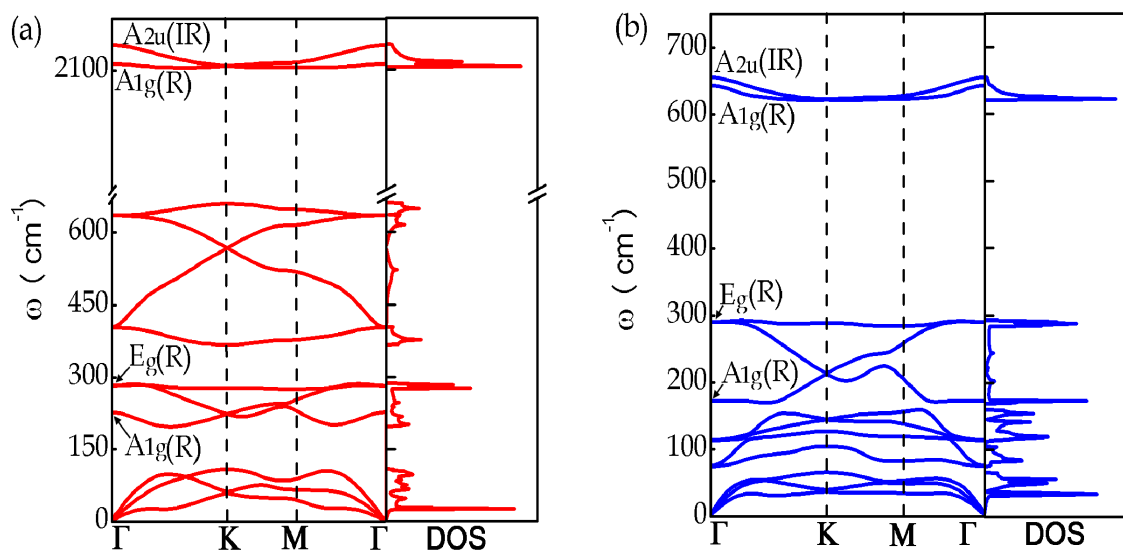 (a)
A2u(IR)
2100
A1g(R)
600
450
Eg(R)
300
A1g(R)
150
0
ω ( cm-1)
Γ K M Γ DOS
(b)
700
A2u(IR)
600
A1g(R)
500
400
Eg(R)
300
A1g(R)
200
100
0
ω ( cm-1)
Γ K M Γ DOS